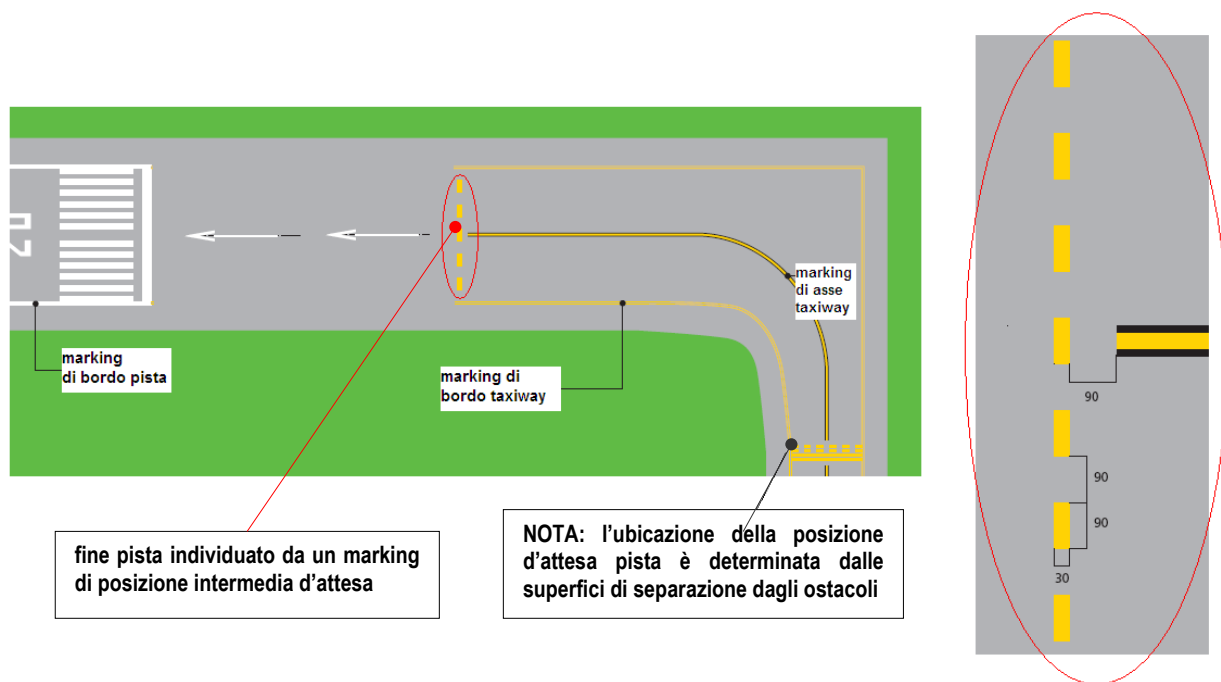 marking
di asse
taxiway
marking
di bordo pista
marking di
bordo taxiway
fine pista individuato da un marking
di posizione intermedia d'attesa
NOTA: l'ubicazione della posizione
d'attesa pista è determinata dalle
superfici di separazione dagli ostacoli
90
90
90
30